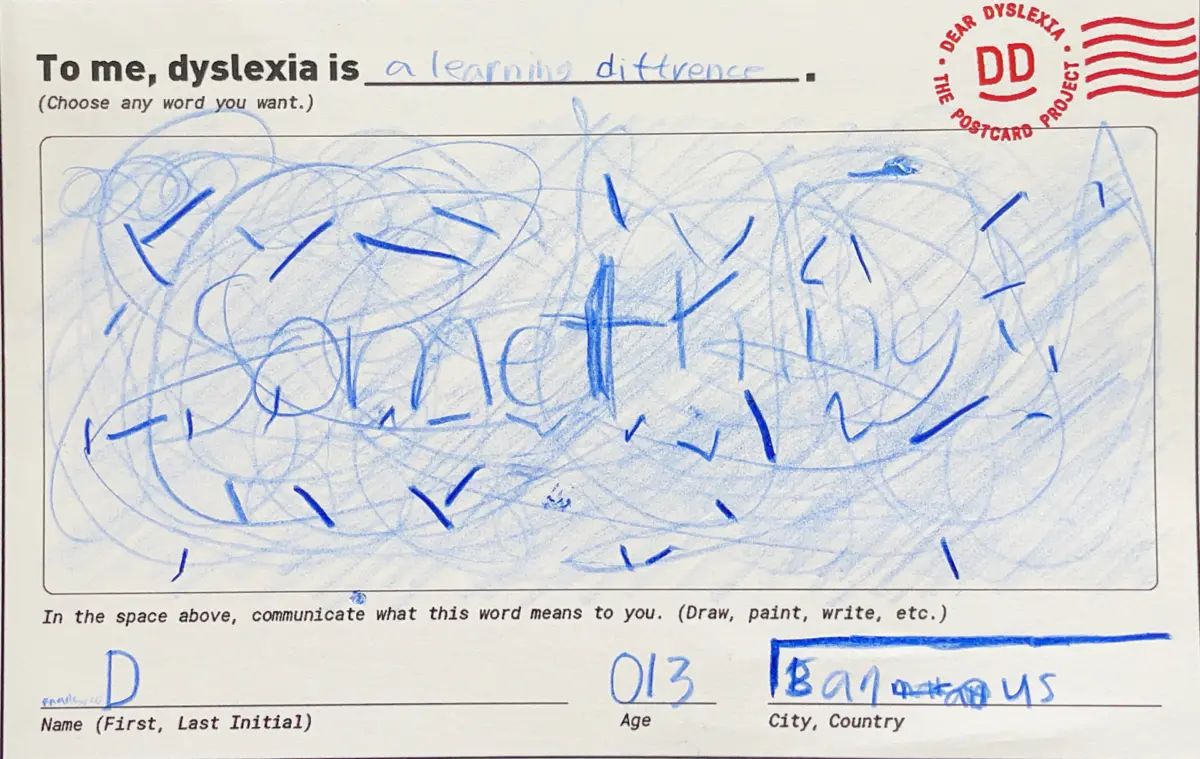 To me, dyslexia is a learning diffrence.
(Choose any word you want.)
DEAR DYSLEXIA • THE POSTCARD PROJECT •
DD
something
In the space above, communicate what this word means to you. (Draw, paint, write, etc.)
D
013
us
Name (First, Last Initial)
Age
City, Country